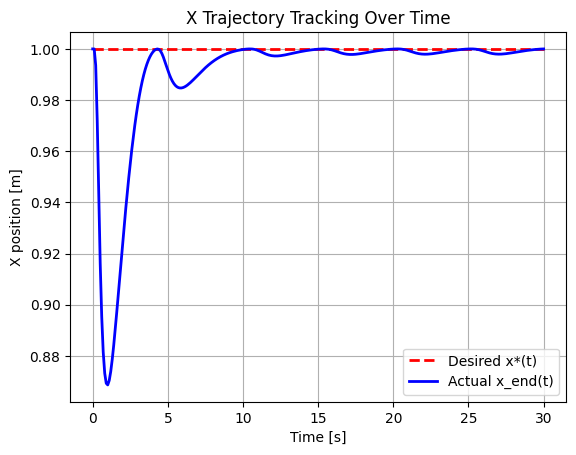 X Trajectory Tracking Over Time
X position [m]
1.00
0.98
0.96
0.94
0.92
0.90
0.88
0 5 10 15 20 25 30
Time [s]
Desired x*(t)
Actual x_end(t)